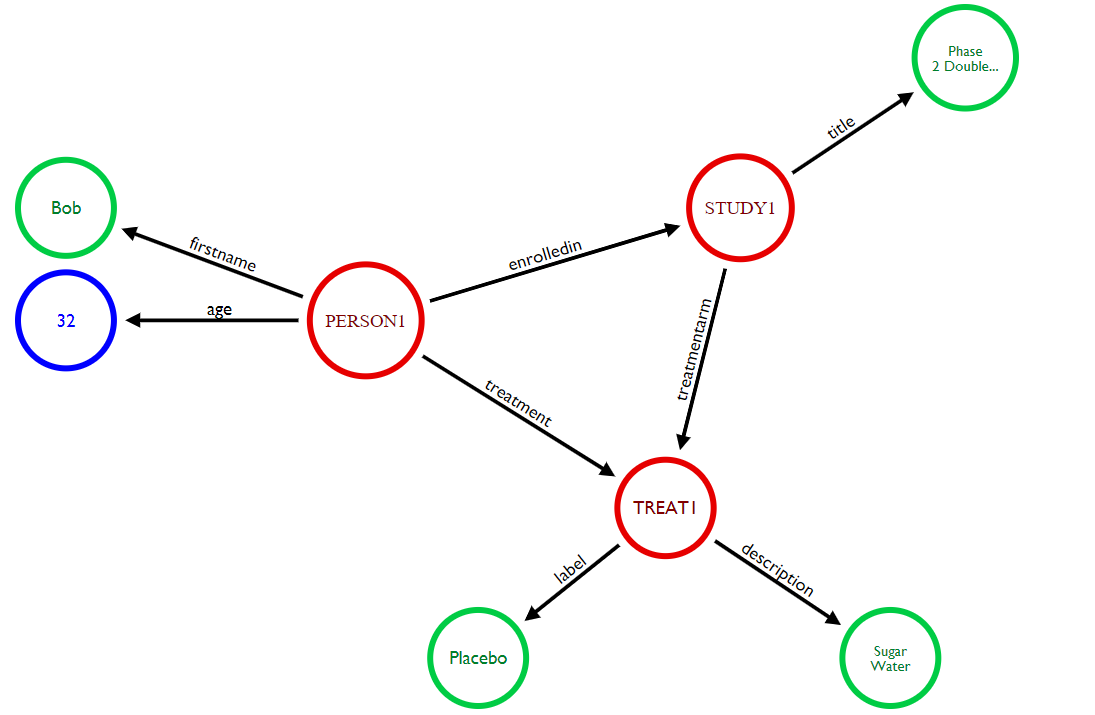 Phase
2 Double...
title
Bob
STUDY1
firstname
enrolledin
32
age
PERSON1
treatmentarm
treatment
TREAT1
label
description
Placebo
Sugar
Water